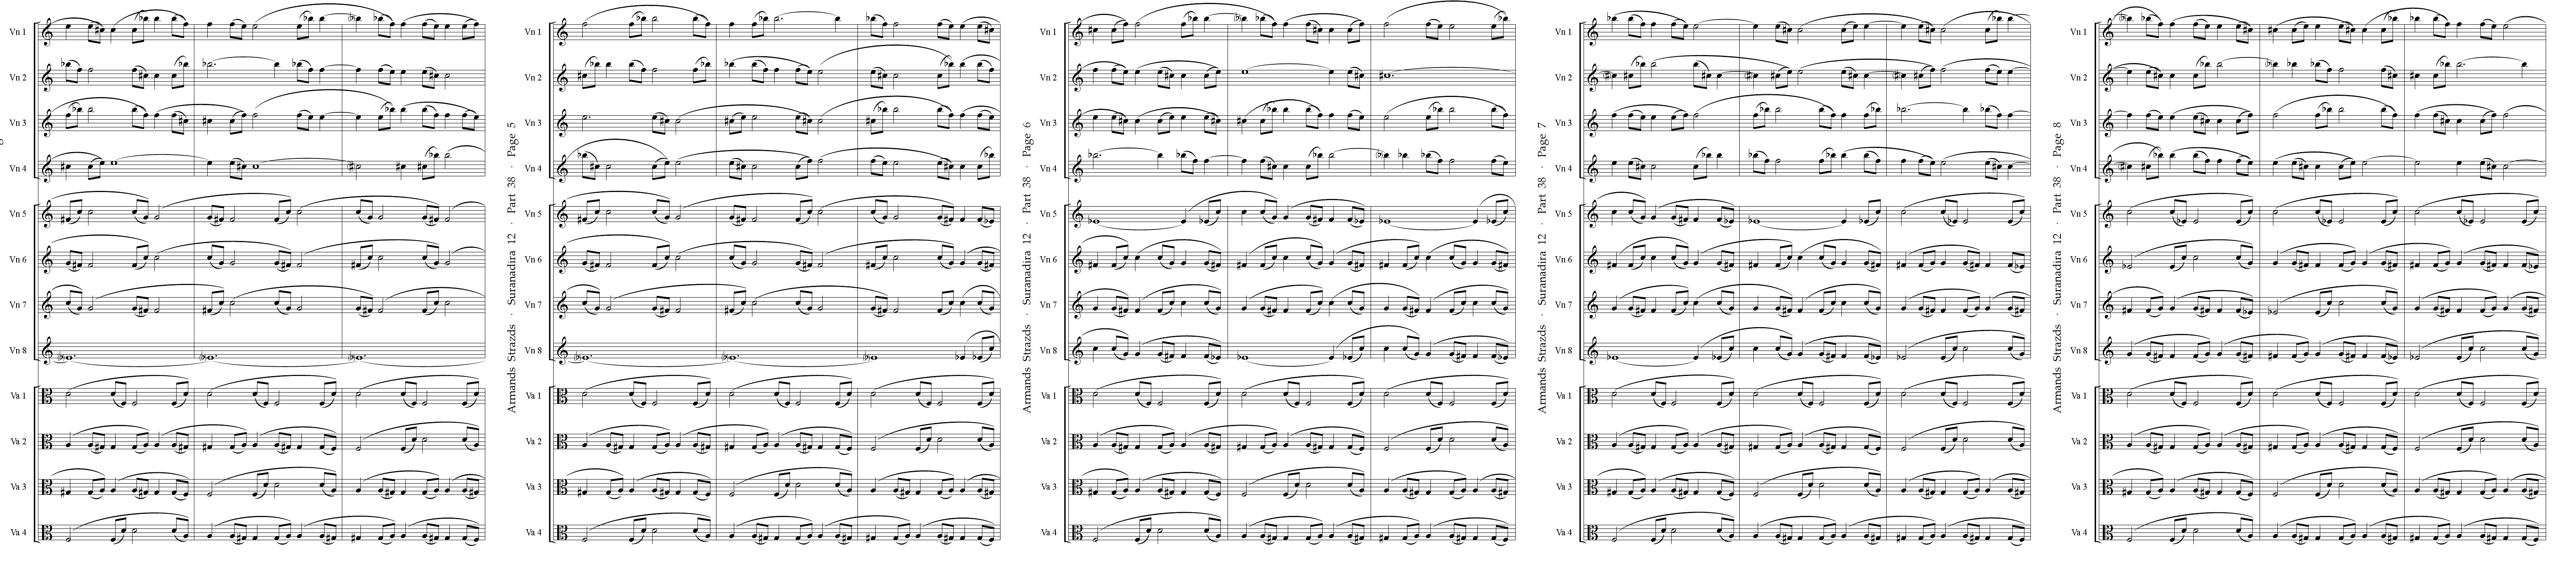 Vn 1
Vn 2
Vn 3
Vn 4
Vn 5
Vn 6
Vn 7
Vn 8
Va 1
Va 2
Va 3
Va 4
Armands Strazds · Suranadira 12 · Part 38 · Page 5
Vn 1
Vn 2
Vn 3
Vn 4
Vn 5
Vn 6
Vn 7
Vn 8
Va 1
Va 2
Va 3
Va 4
Armands Strazds · Suranadira 12 · Part 38 · Page 6
Vn 1
Vn 2
Vn 3
Vn 4
Vn 5
Vn 6
Vn 7
Vn 8
Va 1
Va 2
Va 3
Va 4
Armands Strazds · Suranadira 12 · Part 38 · Page 7
Vn 1
Vn 2
Vn 3
Vn 4
Vn 5
Vn 6
Vn 7
Vn 8
Va 1
Va 2
Va 3
Va 4
Armands Strazds · Suranadira 12 · Part 38 · Page 8
Vn 1
Vn 2
Vn 3
Vn 4
Vn 5
Vn 6
Vn 7
Vn 8
Va 1
Va 2
Va 3
Va 4